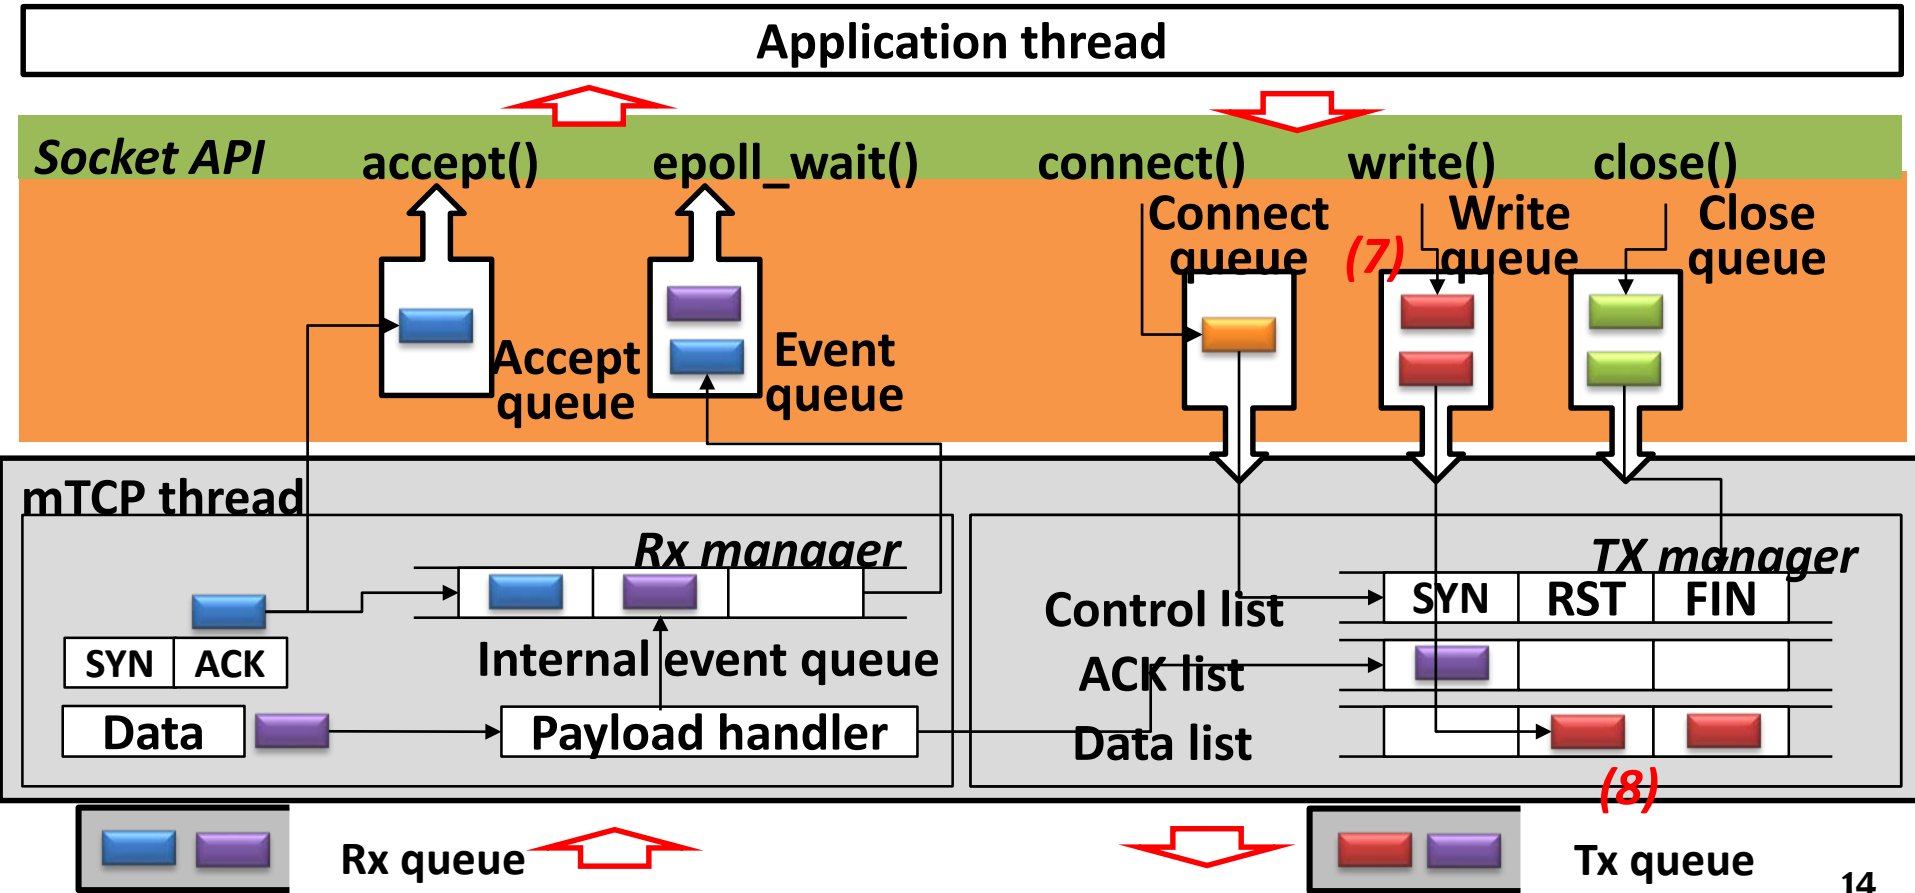 Application thread
Socket API
accept()
epoll_wait()
connect()
write()
close()
Connect
queue
(7)
Write
queue
Close
queue
Accept
queue
Event
queue
mTCP thread
Rx manager
TX manager
SYN
ACK
Internal event queue
Data
Payload handler
Control list
SYN
RST
FIN
ACK list
Data list
(8)
Rx queue
Tx queue
14